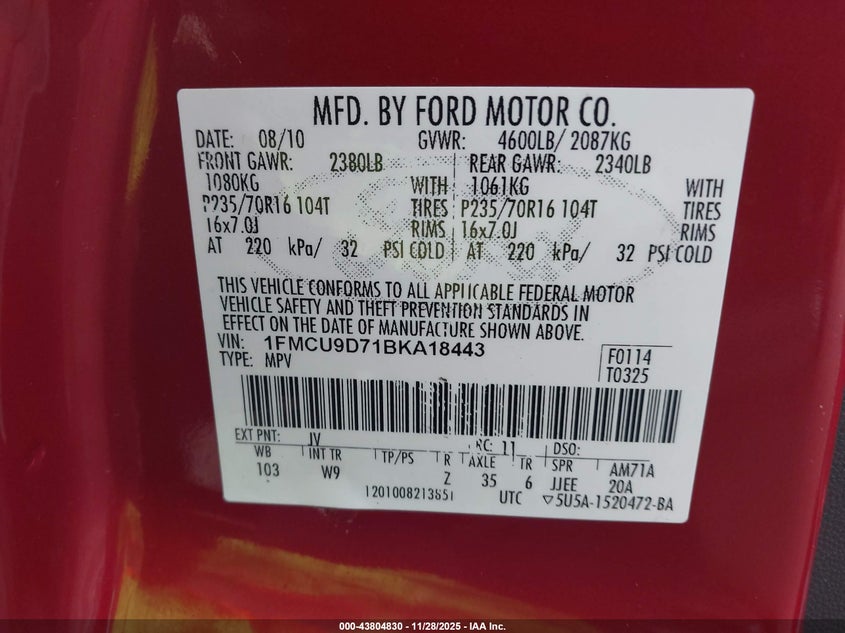 MFD. BY FORD MOTOR CO.
DATE: 08/10 GVWR: 4600LB/ 2087KG
FRONT GAWR: 2380LB REAR GAWR: 2340LB
1080KG WITH 1061KG WITH
P235/70R16 104T TIRES P235/70R16 104T TIRES
16x7.0J RIMS 16x7.0J RIMS
AT 220 kPa/ 32 PSI COLD AT 220 kPa/ 32 PSI COLD
THIS VEHICLE CONFORMS TO ALL APPLICABLE FEDERAL MOTOR
VEHICLE SAFETY AND THEFT PREVENTION STANDARDS IN
EFFECT ON THE DATE OF MANUFACTURE SHOWN ABOVE.
VIN: 1FMCU9D71BKA18443
TYPE: MPV
F0114
T0325
EXT PNT: JV RC: 11 DSO:
WB INT TR TP/PS R AXLE TR SPR AM71A
103 W9 Z 35 6 JJEE 20A
1201008213851 UTC ▽5U5A-1520472-BA
000-43804830 - 11/28/2025 - IAA Inc.